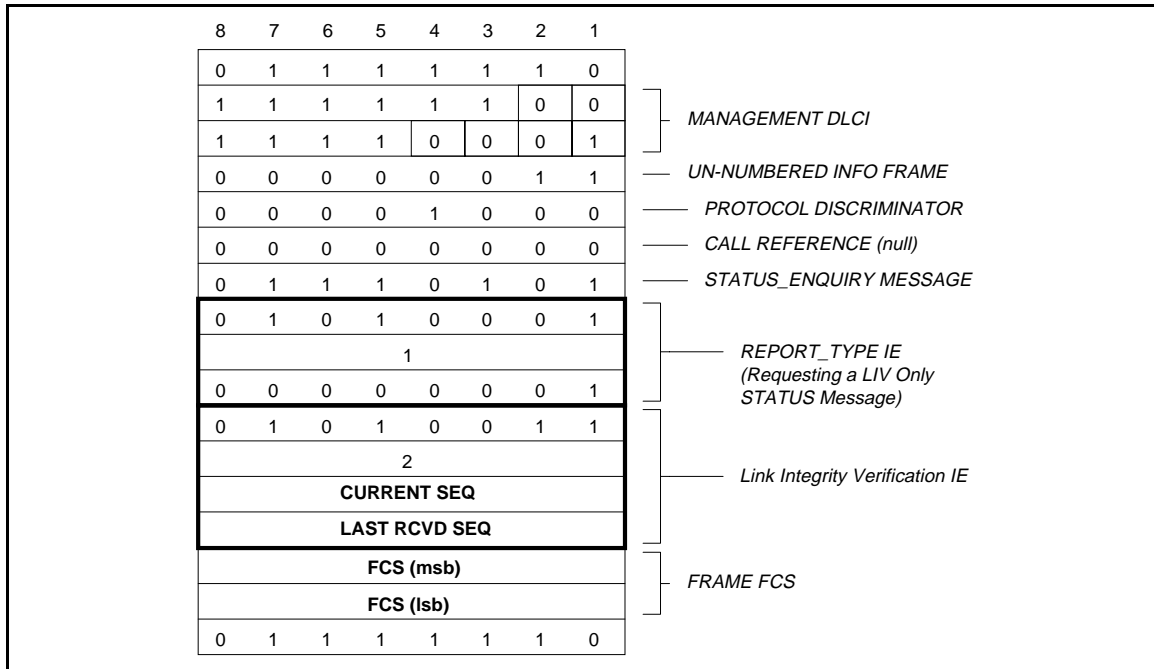 8 7 6 5 4 3 2 1
0 1 1 1 1 1 1 0
1 1 1 1 1 1 0 0
MANAGEMENT DLCI
1 1 1 1 0 0 0 1
0 0 0 0 0 0 1 1 UN-NUMBERED INFO FRAME
0 0 0 0 1 0 0 0 PROTOCOL DISCRIMINATOR
0 0 0 0 0 0 0 0 CALL REFERENCE (null)
0 1 1 1 0 1 0 1 STATUS_ENQUIRY MESSAGE
0 1 0 1 0 0 0 1
1
0 0 0 0 0 0 0 1
REPORT_TYPE IE
(Requesting a LIV Only
STATUS Message)
0 1 0 1 0 0 1 1
2
CURRENT SEQ
LAST RCVD SEQ
Link Integrity Verification IE
FCS (msb)
FCS (lsb)
FRAME FCS
0 1 1 1 1 1 1 0